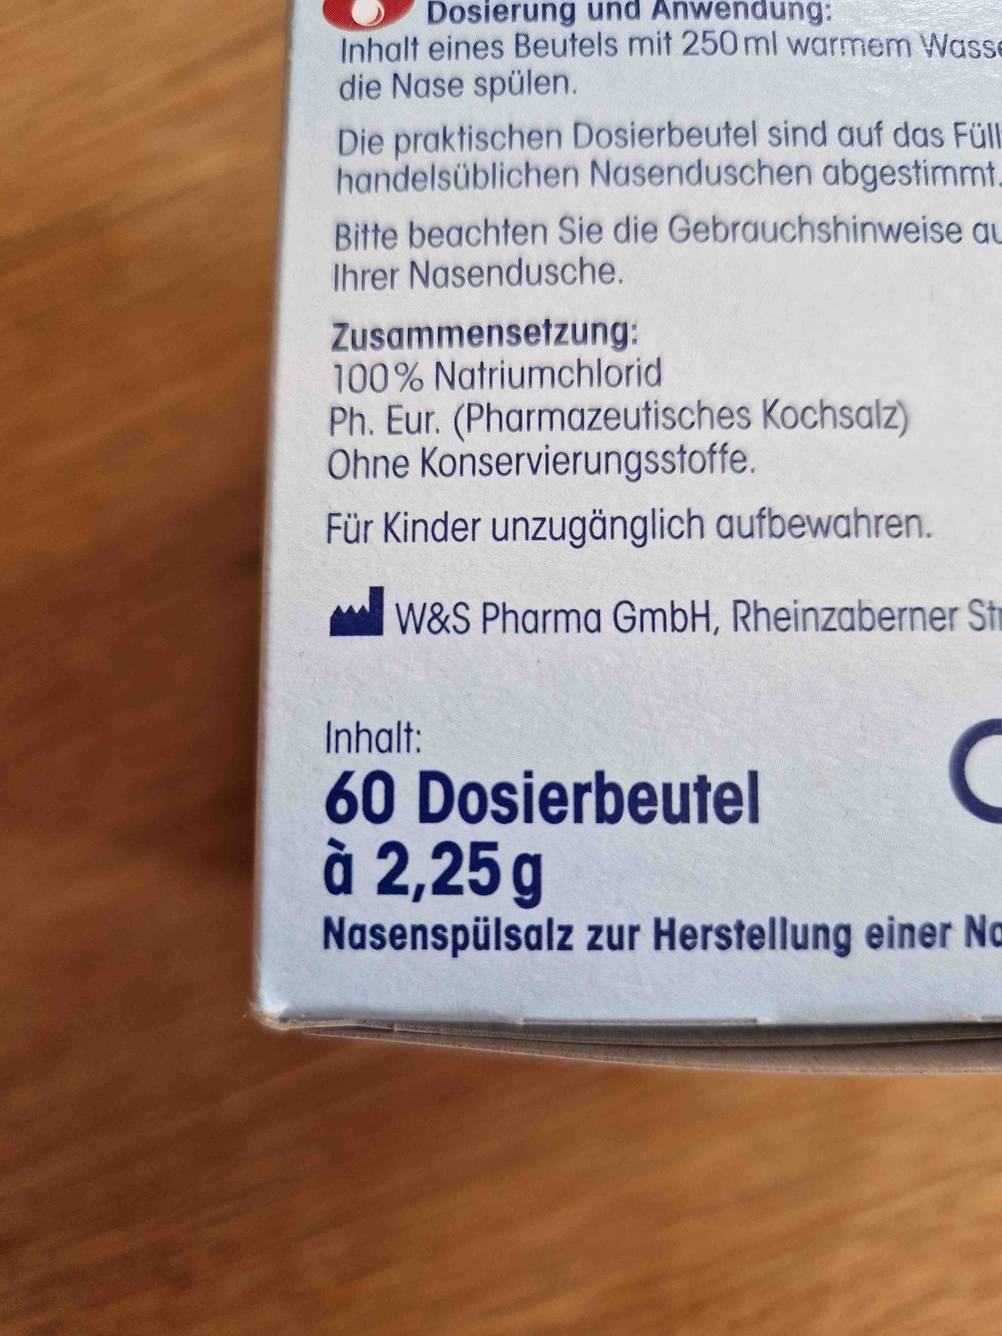 Dosierung und Anwendung:
Inhalt eines Beutels mit 250 ml warmem
die Nase spülen.
Die praktischen Dosierbeutel sind auf das
handelsüblichen Nasenduschen abgestimmt.
Bitte beachten Sie die Gebrauchshinweise
Ihrer Nasendusche.
Zusammensetzung:
100 % Natriumchlorid
Ph. Eur. (Pharmazeutisches Kochsalz)
Ohne Konservierungsstoffe.
Für Kinder unzugänglich aufbewahren.
W&S Pharma GmbH, Rheinzaberner
Inhalt:
60 Dosierbeutel
à 2,25 g
Nasenspülsalz zur Herstellung einer